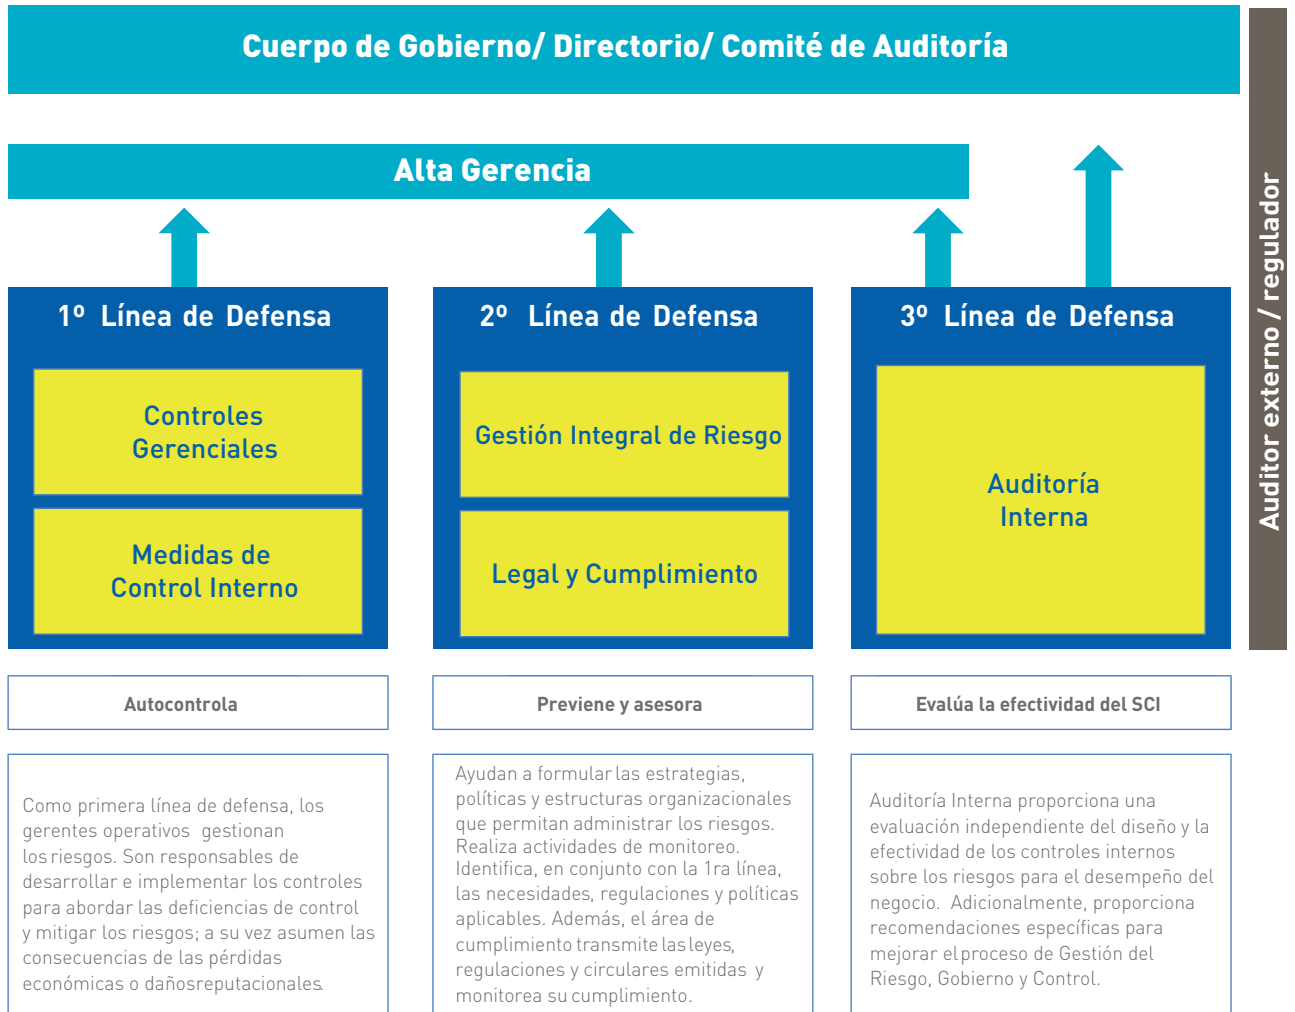 Cuerpo de Gobierno/ Directorio/ Comité de Auditoría
Alta Gerencia
Auditor externo / regulador
1º Línea de Defensa
Controles
Gerenciales
Medidas de
Control Interno
2º Línea de Defensa
Gestión Integral de Riesgo
Legal y Cumplimiento
3º Línea de Defensa
Auditoría
Interna
Autocontrola
Previene y asesora
Evalúa la efectividad del SCI
Como primera línea de defensa, los
gerentes operativos gestionan
los riesgos. Son responsables de
desarrollar e implementar los controles
para abordar las deficiencias de control
y mitigar los riesgos; a su vez asumen las
consecuencias de las pérdidas
económicas o dañosreputacionales.
Ayudan a formular las estrategias,
políticas y estructuras organizacionales
que permitan administrar los riesgos.
Realiza actividades de monitoreo.
Identifica, en conjunto con la 1ra línea,
las necesidades, regulaciones y políticas
aplicables. Además, el área de
cumplimiento transmite las leyes,
regulaciones y circulares emitidas y
monitorea su cumplimiento.
Auditoría Interna proporciona una
evaluación independiente del diseño y la
efectividad de los controles internos
sobre los riesgos para el desempeño del
negocio. Adicionalmente, proporciona
recomendaciones específicas para
mejorar el proceso de Gestión del
Riesgo, Gobierno y Control.